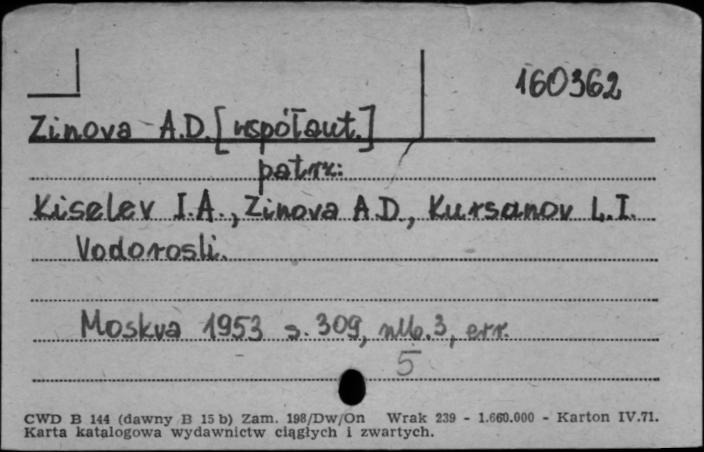 160362
Zinova A.D. [współaut.]
patrz:
Kiselev I.A., Zinova A.D., Kursanov L.I.
Vodorosli.
Moskva 1953 s. 309, nlb. 3, err.
5
CWD B 144 (dawny B 15 b) Zam. 198/Dw/On Wrak 239 - 1.660.000 - Karton IV.71.
Karta katalogowa wydawnictw ciągłych i zwartych.